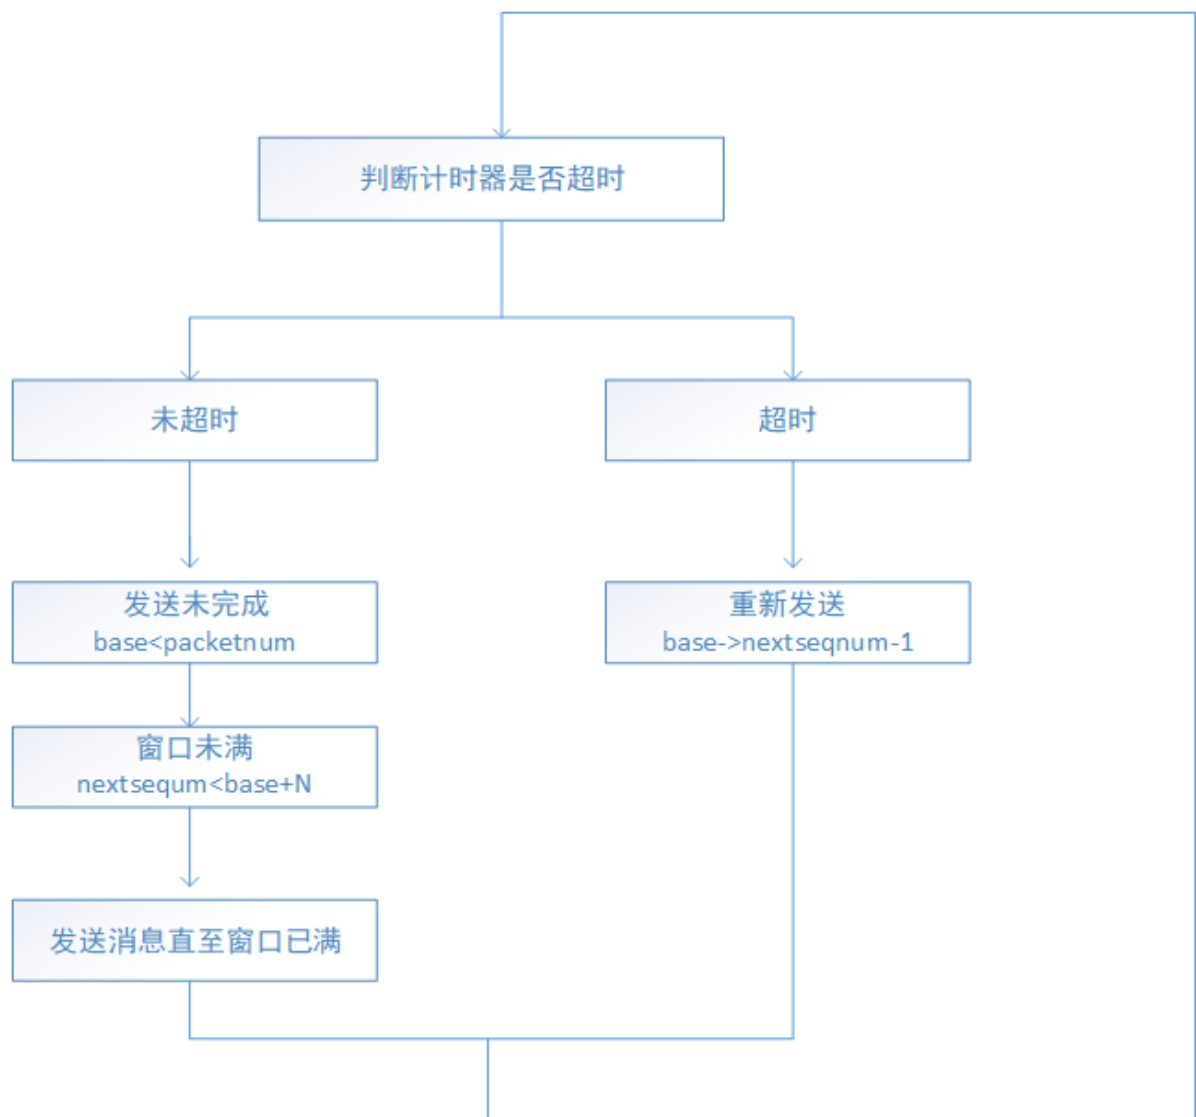 判断计时器是否超时
未超时
超时
发送未完成
base<packetnum
重新发送
base->nextseqnum-1
窗口未满
nextsequm<base+N
发送消息直至窗口已满